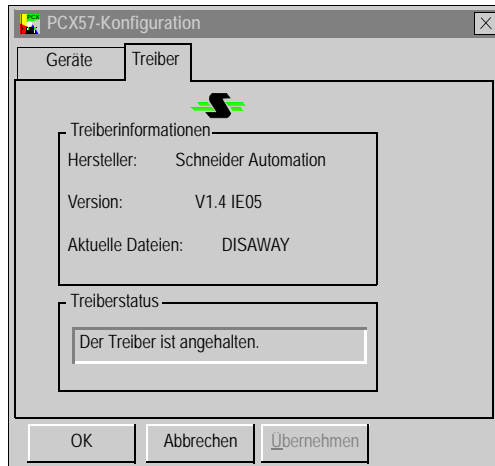 PCX57-Konfiguration
Geräte
Treiber
Treiberinformationen
Hersteller: Schneider Automation
Version: V1.4 IE05
Aktuelle Dateien: DISAWAY
Treiberstatus
Der Treiber ist angehalten.
OK
Abbrechen
Übernehmen